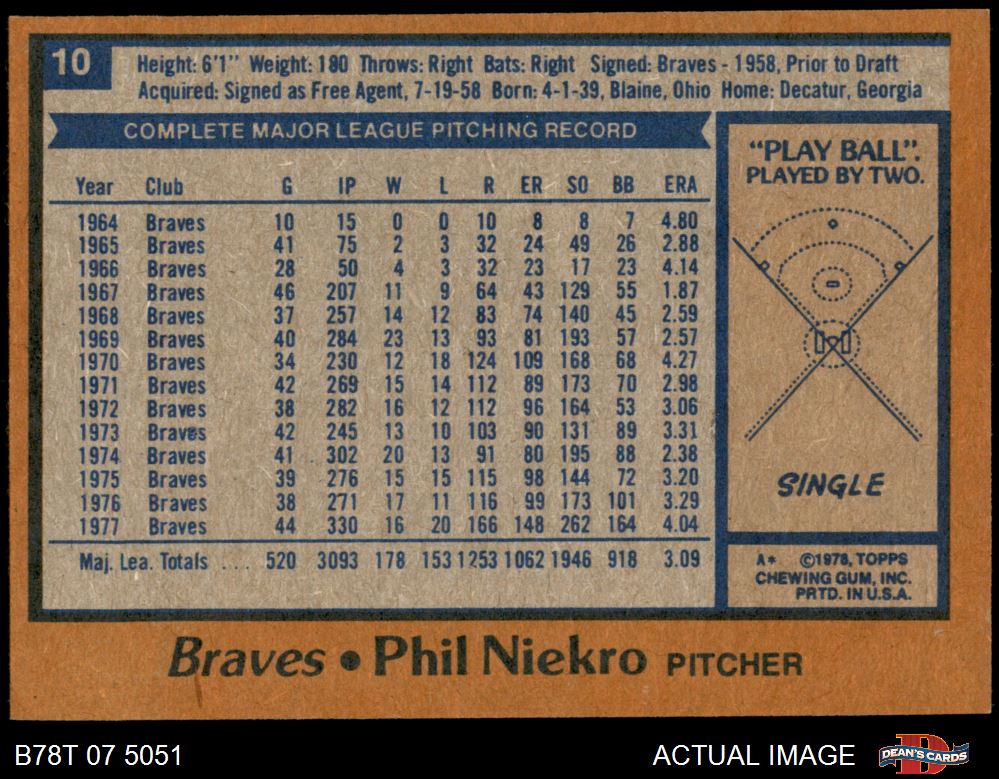 10
Height: 6'1" Weight: 180 Throws: Right Bats: Right Signed: Braves - 1958, Prior to Draft
Acquired: Signed as Free Agent, 7-19-58 Born: 4-1-39, Blaine, Ohio Home: Decatur, Georgia
COMPLETE MAJOR LEAGUE PITCHING RECORD
Year Club G IP W L R ER SO BB ERA
1964 Braves 10 15 0 0 10 8 8 7 4.80
1965 Braves 41 75 2 3 32 24 49 26 2.88
1966 Braves 28 50 4 3 32 23 17 23 4.14
1967 Braves 46 207 11 9 64 43 129 55 1.87
1968 Braves 37 257 14 12 83 74 140 45 2.59
1969 Braves 40 284 23 13 93 81 193 57 2.57
1970 Braves 34 230 12 18 124 109 168 68 4.27
1971 Braves 42 269 15 14 112 89 173 70 2.98
1972 Braves 38 282 16 12 112 96 164 53 3.06
1973 Braves 42 245 13 10 103 90 131 89 3.31
1974 Braves 41 302 20 13 91 80 195 88 2.38
1975 Braves 39 276 15 15 115 98 144 72 3.20
1976 Braves 38 271 17 11 116 99 173 101 3.29
1977 Braves 44 330 16 20 166 148 262 164 4.04
Maj. Lea. Totals ... 520 3093 178 153 1253 1062 1946 918 3.09
"PLAY BALL".
PLAYED BY TWO.
SINGLE
A* ©1978, TOPPS
CHEWING GUM, INC.
PRTD. IN U.S.A.
Braves • Phil Niekro PITCHER
B78T 07 5051
ACTUAL IMAGE
DEAN'S CARDS